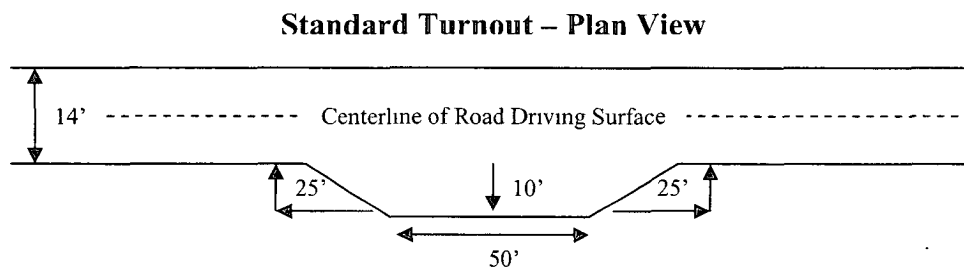 Standard Turnout – Plan View
14’
Centerline of Road Driving Surface
25’
10’
25’
50’